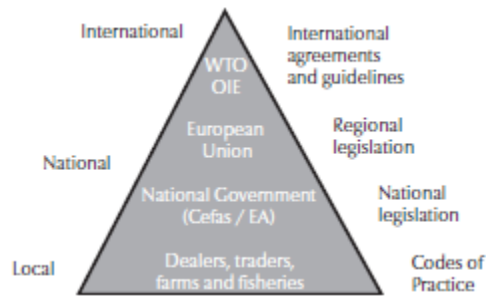 International
International
agreements
and guidelines
WTO
OIE
European
Union
Regional
legislation
National
National Government
(Cefas / EA)
National
legislation
Local
Dealers, traders,
farms and fisheries
Codes of
Practice